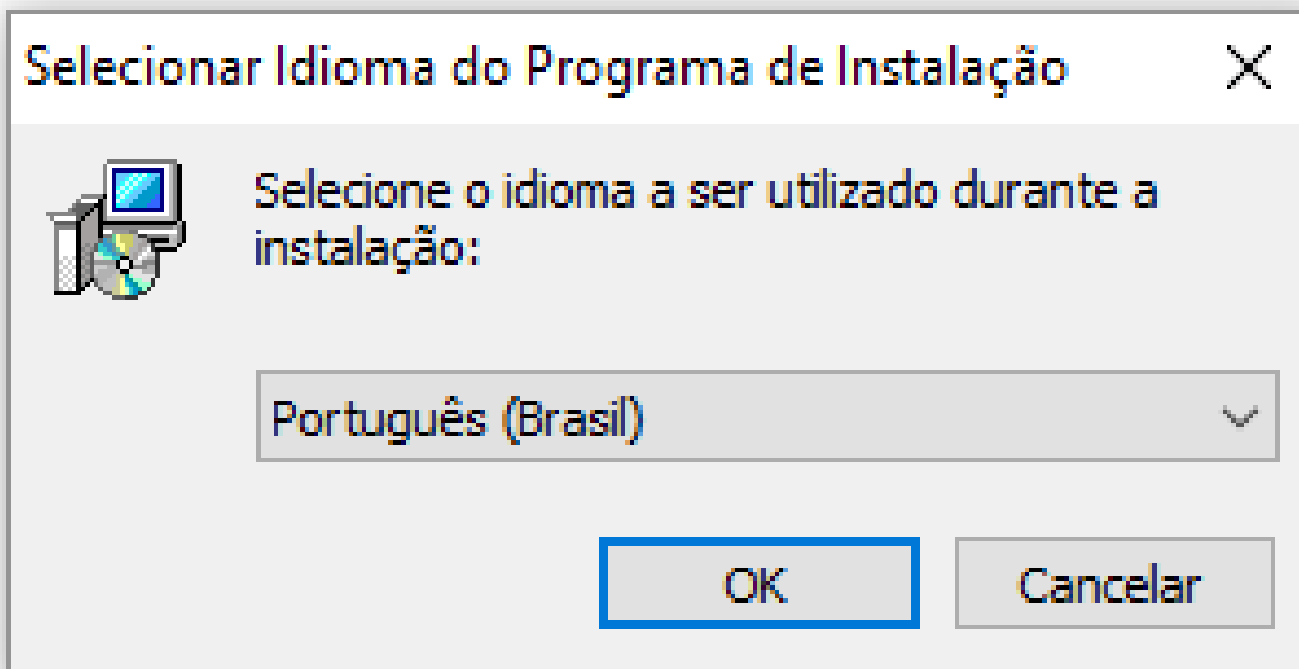 Selecionar Idioma do Programa de Instalação
Selecione o idioma a ser utilizado durante a
instalação:
Português (Brasil)
OK
Cancelar